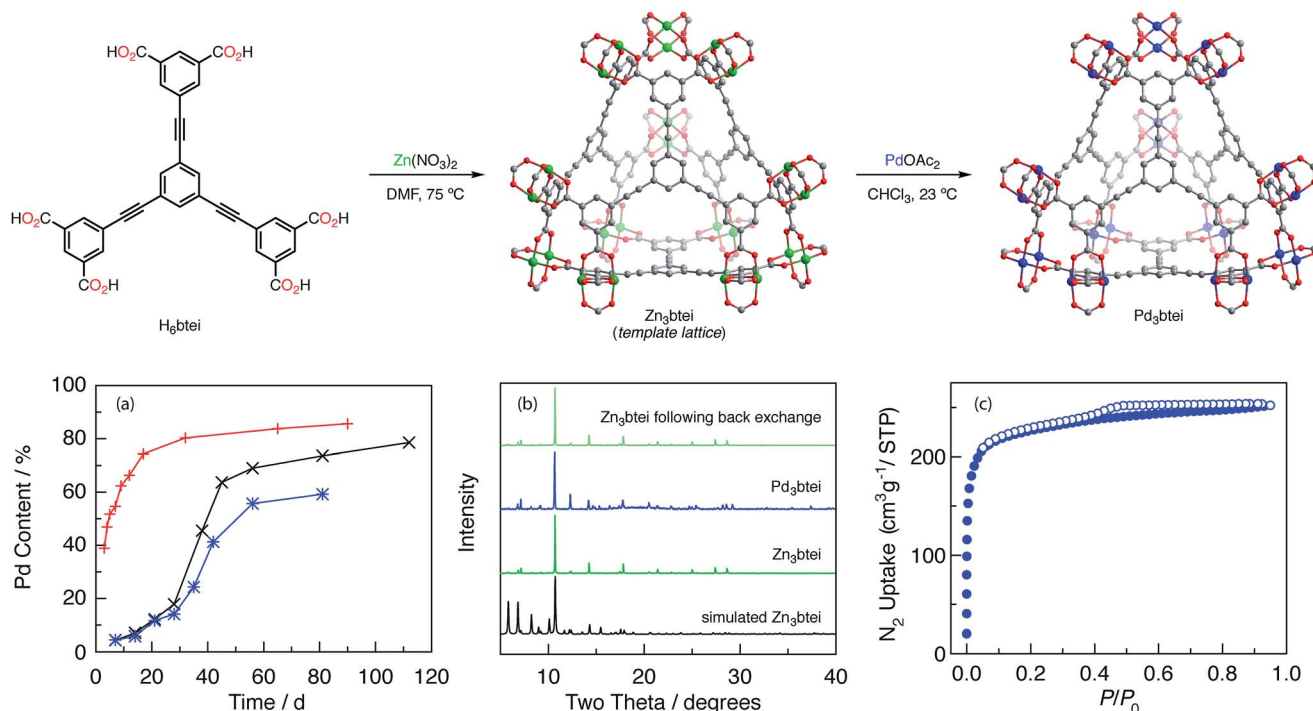 CO₂H
CO₂H
HO₂C
Zn(NO₃)₂
DMF, 75 ºC
PdOAc₂
CHCl₃, 23 ºC
HO₂C
CO₂H
CO₂H
CO₂H
H₆btei
Zn₃btei
(template lattice)
Pd₃btei
(a)
100
80
60
40
20
0
0 20 40 60 80 100 120
Pd Content / %
Time / d
(b)
Zn₃btei following back exchange
Pd₃btei
Zn₃btei
simulated Zn₃btei
10 20 30 40
Intensity
Two Theta / degrees
(c)
200
100
0
0.0 0.2 0.4 0.6 0.8 1.0
N₂ Uptake (cm³g⁻¹/ STP)
P/P₀